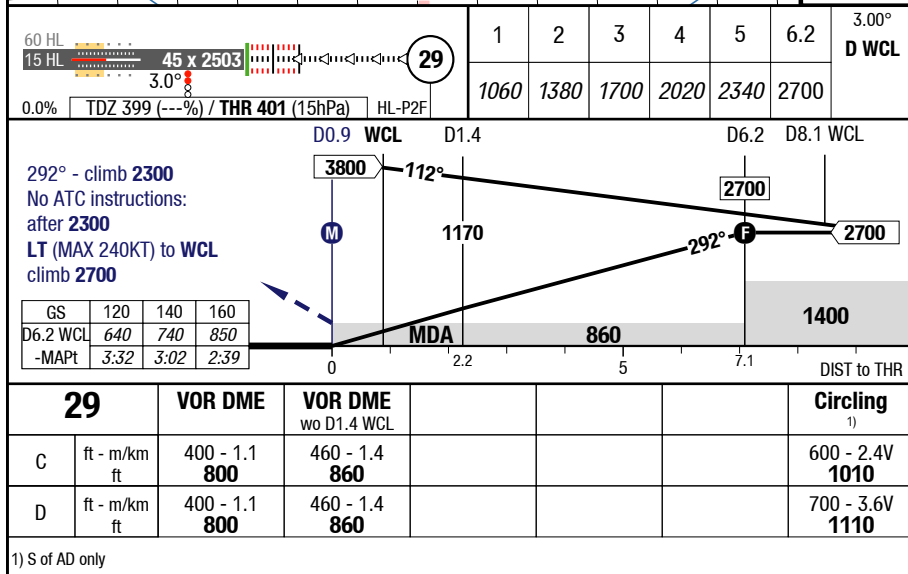 60 HL
15 HL
45 x 2503
29
3.0°
0.0%
TDZ 399 (---%) / THR 401 (15hPa)
HL-P2F
1 2 3 4 5 6.2 3.00°
D WCL
1060 1380 1700 2020 2340 2700
D0.9 WCL D1.4 D6.2 D8.1 WCL
292° - climb 2300
No ATC instructions:
after 2300
LT (MAX 240KT) to WCL
climb 2700
3800 112°
2700
M 1170 292° F 2700
1400
MDA 860
GS 120 140 160
D6.2 WCL 640 740 850
-MAPt 3:32 3:02 2:39
0 2.2 5 7.1 DIST to THR
29 VOR DME VOR DME Circling
wo D1.4 WCL 1)
C ft - m/km 400 - 1.1 460 - 1.4 600 - 2.4V
ft 800 860 1010
D ft - m/km 400 - 1.1 460 - 1.4 700 - 3.6V
ft 800 860 1110
1) S of AD only